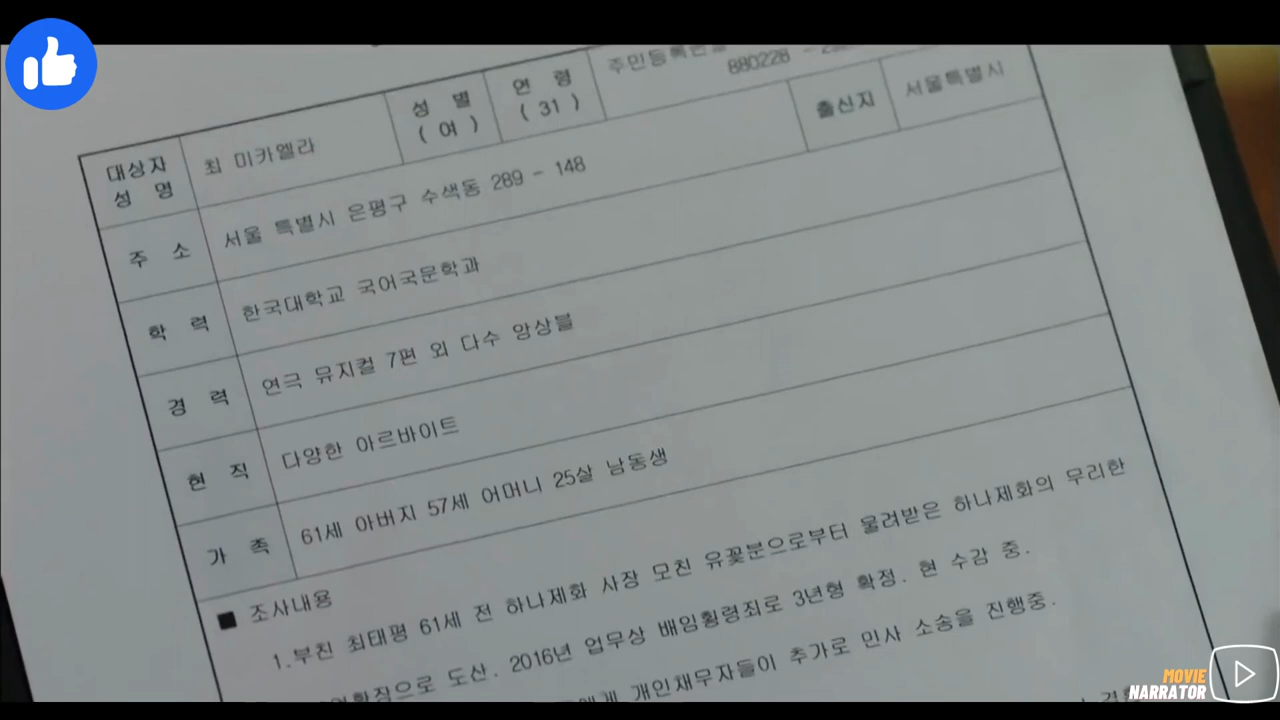 대상자 성 명
최 미카엘라
성 별 ( 여 )
연 령 ( 31 )
주민등록번호
880228 -
주 소
서울 특별시 은평구 수색동 289 - 148
출신지
서울특별시
학 력
한국대학교 국어국문학과
경 력
연극 뮤지컬 7편 외 다수 앙상블
현 직
다양한 아르바이트
가 족
61세 아버지 57세 어머니 25살 남동생
■ 조사내용
1.부친 최태평 61세 전 하나제화 사장 모친 유꽃분으로부터 물려받은 하나제화의 무리한
도산. 2016년 업무상 배임횡령죄로 3년형 확정. 현 수감 중.
개인채무자들이 추가로 민사 소송을 진행중.
MOVIE
NARRATOR